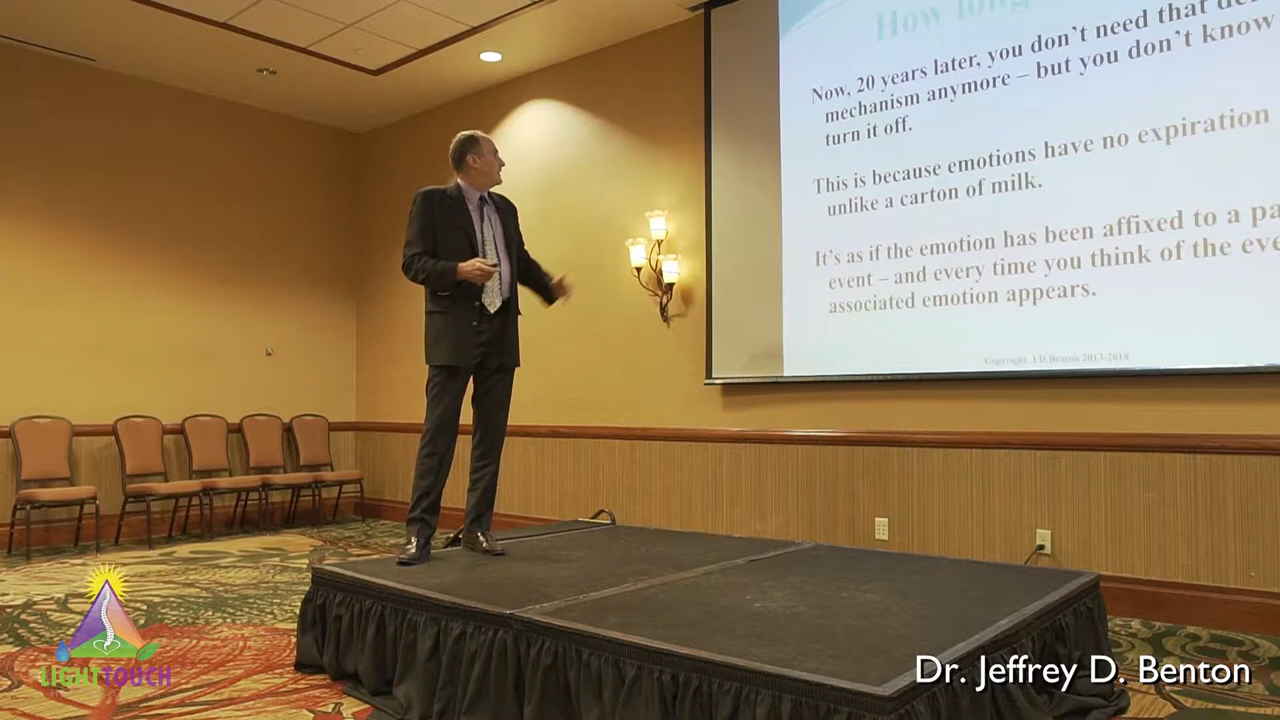 How long
Now, 20 years later, you don't need that
mechanism anymore – but you don't know
turn it off.
This is because emotions have no expiration
unlike a carton of milk.
It's as if the emotion has been affixed to a pa
event – and every time you think of the eve
associated emotion appears.
Copyright J.D.Benton 2013-2018
LIGHTTOUCH
Dr. Jeffrey D. Benton